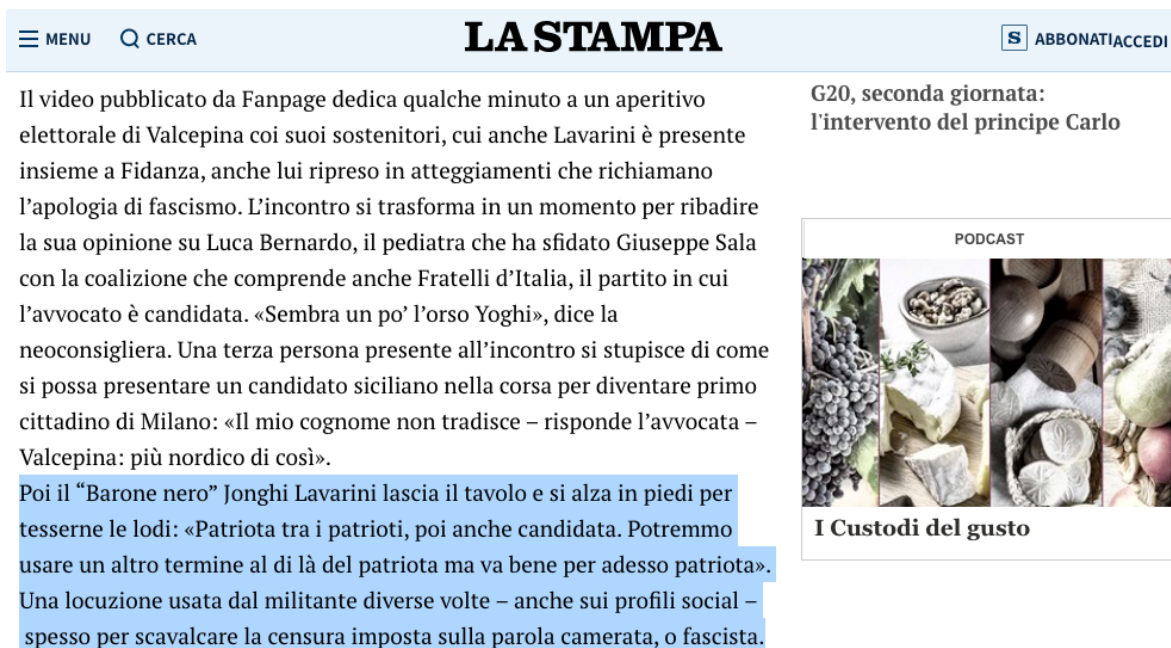 MENU
CERCA
LA STAMPA
S ABBONATI
ACCEDI
Il video pubblicato da Fanpage dedica qualche minuto a un aperitivo
elettorale di Valcepina coi suoi sostenitori, cui anche Lavarini è presente
insieme a Fidanza, anche lui ripreso in atteggiamenti che richiamano
l’apologia di fascismo. L’incontro si trasforma in un momento per ribadire
la sua opinione su Luca Bernardo, il pediatra che ha sfidato Giuseppe Sala
con la coalizione che comprende anche Fratelli d’Italia, il partito in cui
l’avvocato è candidata. «Sembra un po’ l’orso Yoghi», dice la
neoconsigliera. Una terza persona presente all’incontro si stupisce di come
si possa presentare un candidato siciliano nella corsa per diventare primo
cittadino di Milano: «Il mio cognome non tradisce – risponde l’avvocata –
Valcepina: più nordico di così».
Poi il “Barone nero” Jonghi Lavarini lascia il tavolo e si alza in piedi per
tesserne le lodi: «Patriota tra i patrioti, poi anche candidata. Potremmo
usare un altro termine al di là del patriota ma va bene per adesso patriota».
Una locuzione usata dal militante diverse volte – anche sui profili social –
spesso per scavalcare la censura imposta sulla parola camerata, o fascista.
G20, seconda giornata:
l'intervento del principe Carlo
PODCAST
I Custodi del gusto